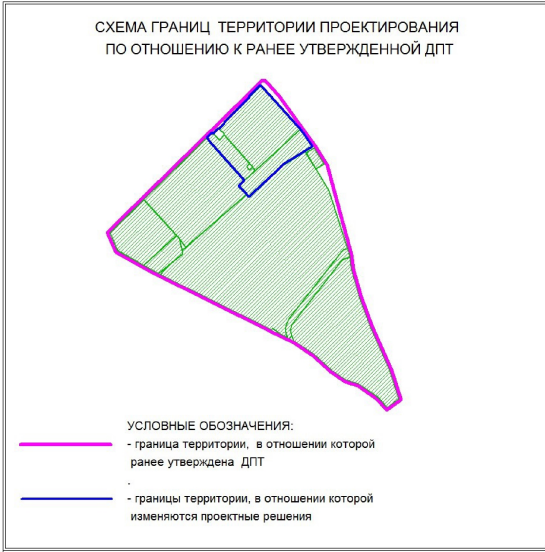 СХЕМА ГРАНИЦ ТЕРРИТОРИИ ПРОЕКТИРОВАНИЯ
ПО ОТНОШЕНИЮ К РАНЕЕ УТВЕРЖДЕННОЙ ДПТ
УСЛОВНЫЕ ОБОЗНАЧЕНИЯ:
- граница территории, в отношении которой
ранее утверждена ДПТ
.
- границы территории, в отношении которой
изменяются проектные решения